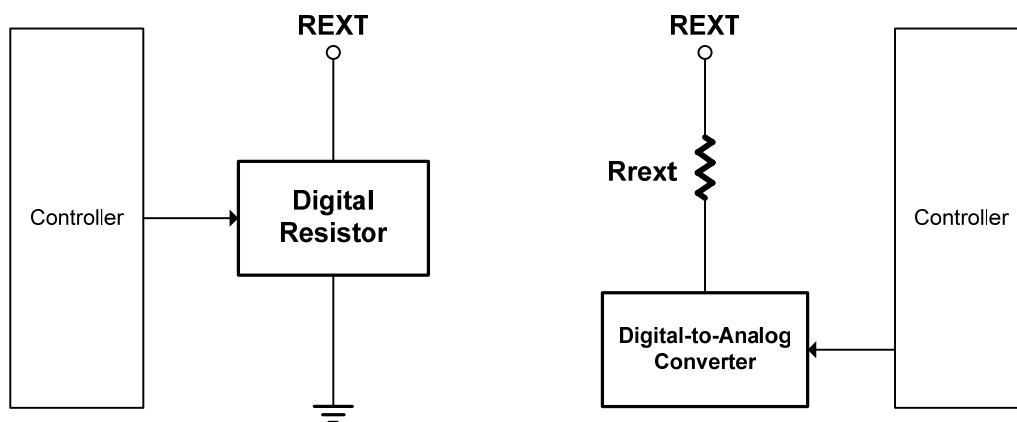 REXT
Controller
Digital
Resistor
REXT
Rrext
Digital-to-Analog
Converter
Controller